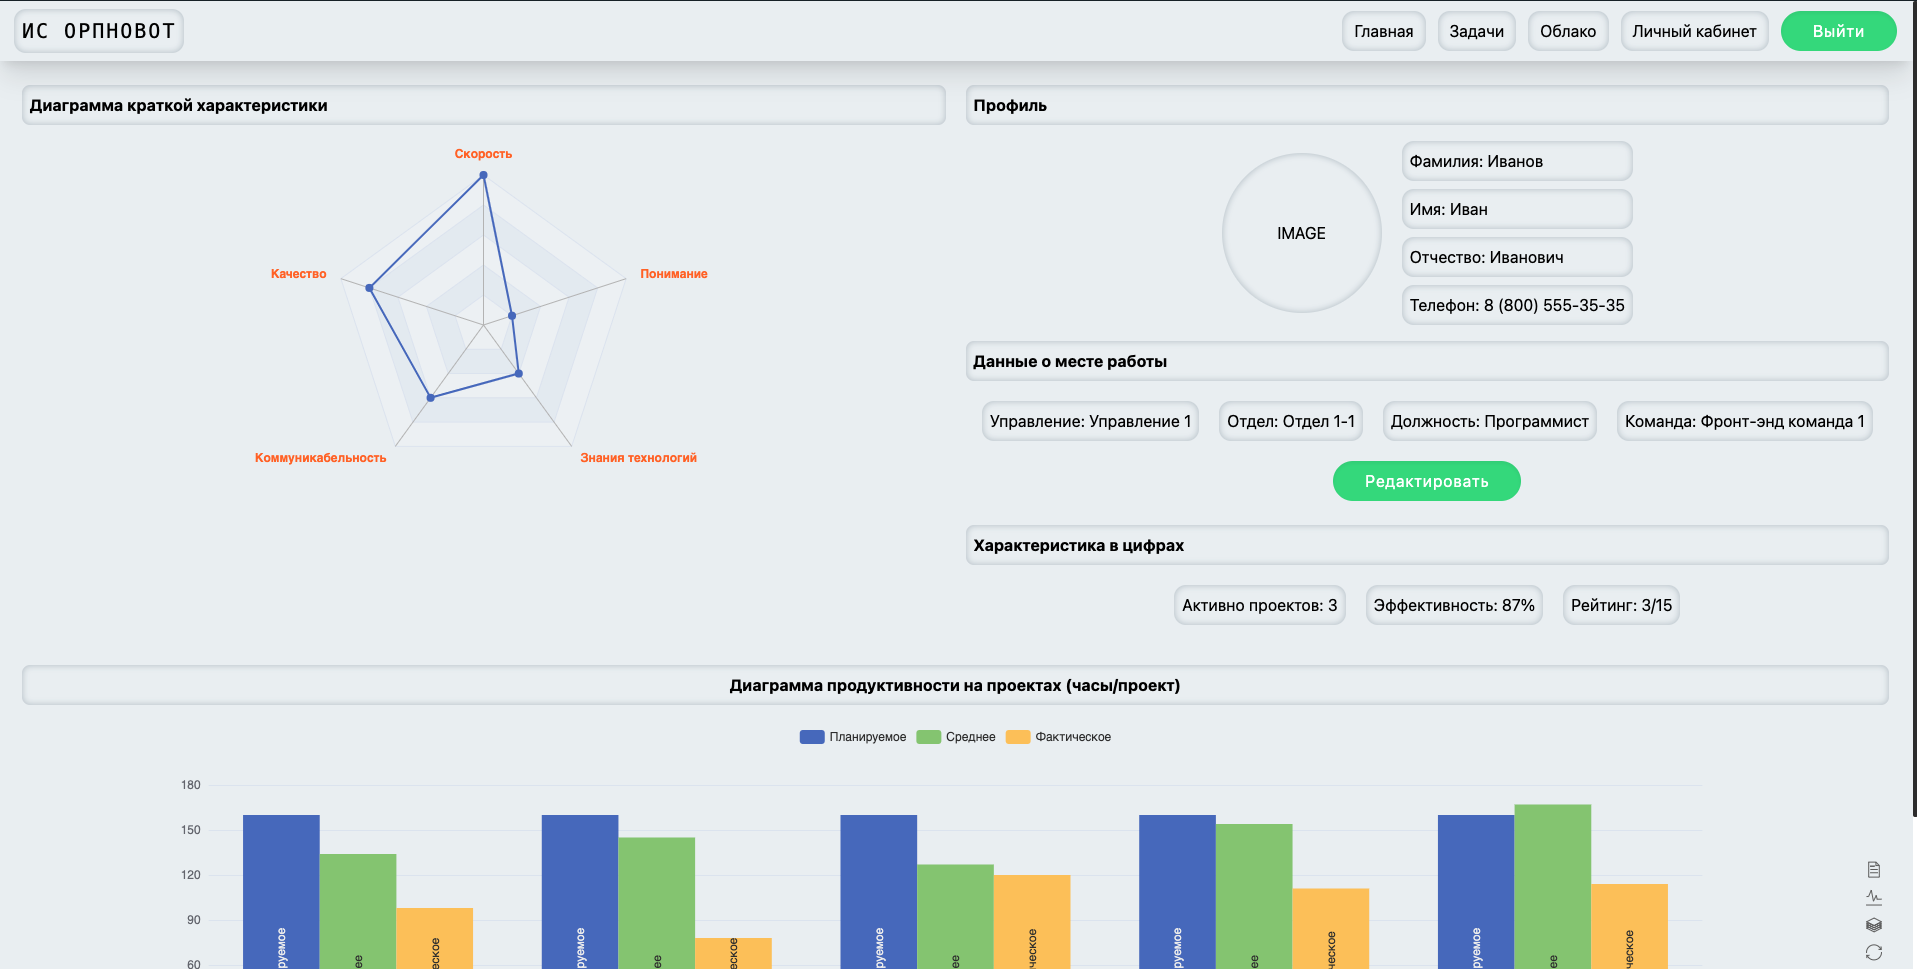 ИС ОРПНОВОТ
Главная
Задачи
Облако
Личный кабинет
Выйти
Диаграмма краткой характеристики
Скорость
Качество
Понимание
Коммуникабельность
Знания технологий
Профиль
IMAGE
Фамилия: Иванов
Имя: Иван
Отчество: Иванович
Телефон: 8 (800) 555-35-35
Данные о месте работы
Управление: Управление 1
Отдел: Отдел 1-1
Должность: Программист
Команда: Фронт-энд команда 1
Редактировать
Характеристика в цифрах
Активно проектов: 3
Эффективность: 87%
Рейтинг: 3/15
Диаграмма продуктивности на проектах (часы/проект)
Планируемое
Среднее
Фактическое
180
150
120
90
60
руемое
ее
еское
руемое
ее
еское
руемое
ее
ческое
руемое
ее
ическое
руемое
ее
ическое